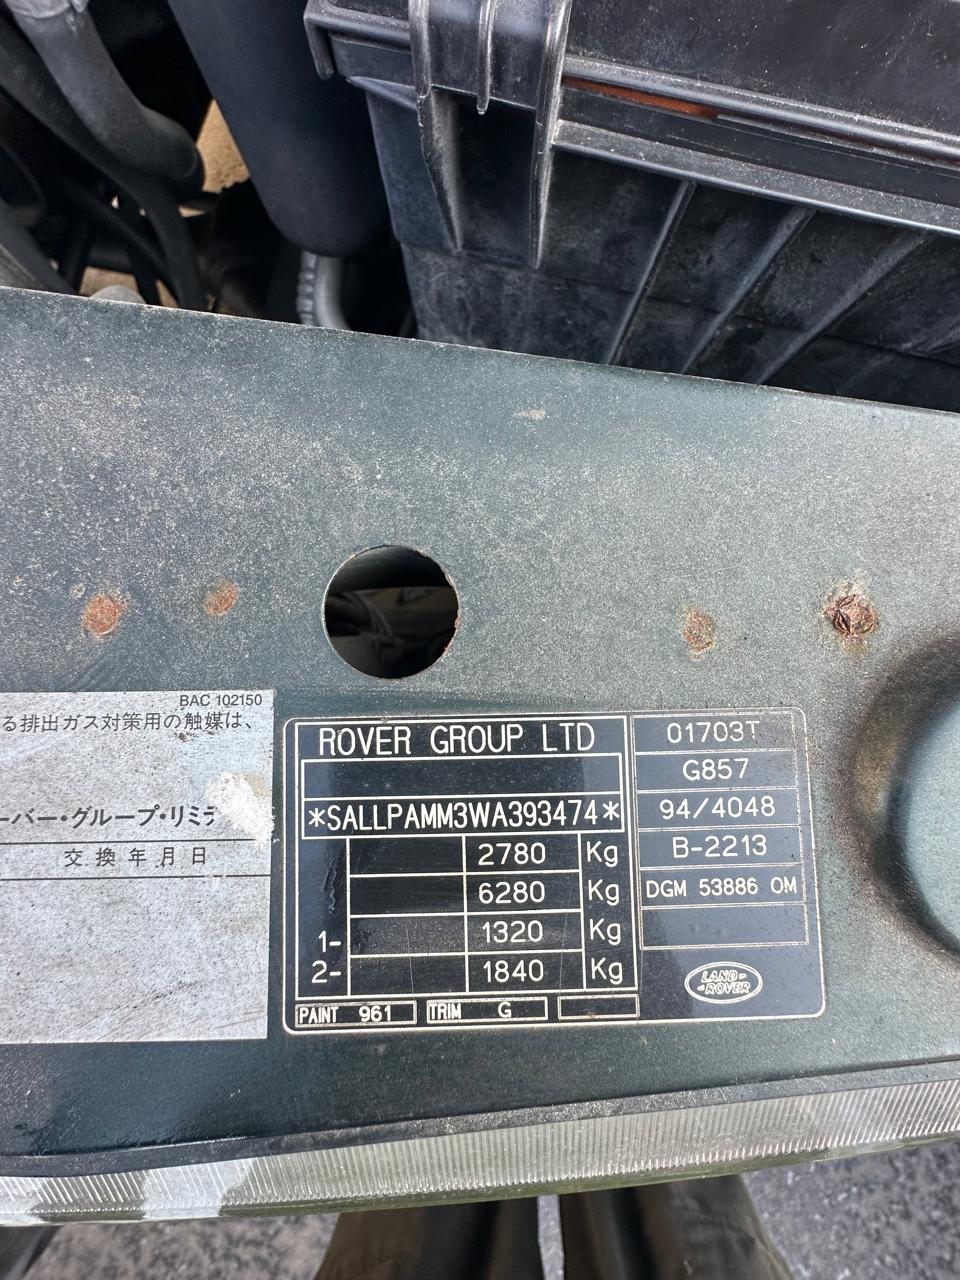 BAC 102150
る排出ガス対策用の触媒は、
ーバー・グループ・リミテ
交換年月日
ROVER GROUP LTD
*SALLPAMM3WA393474*
2780 Kg
6280 Kg
1- 1320 Kg
2- 1840 Kg
PAINT 961 TRIM G
01703T
G857
94/4048
B-2213
DGM 53886 OM
LAND-
-ROVER